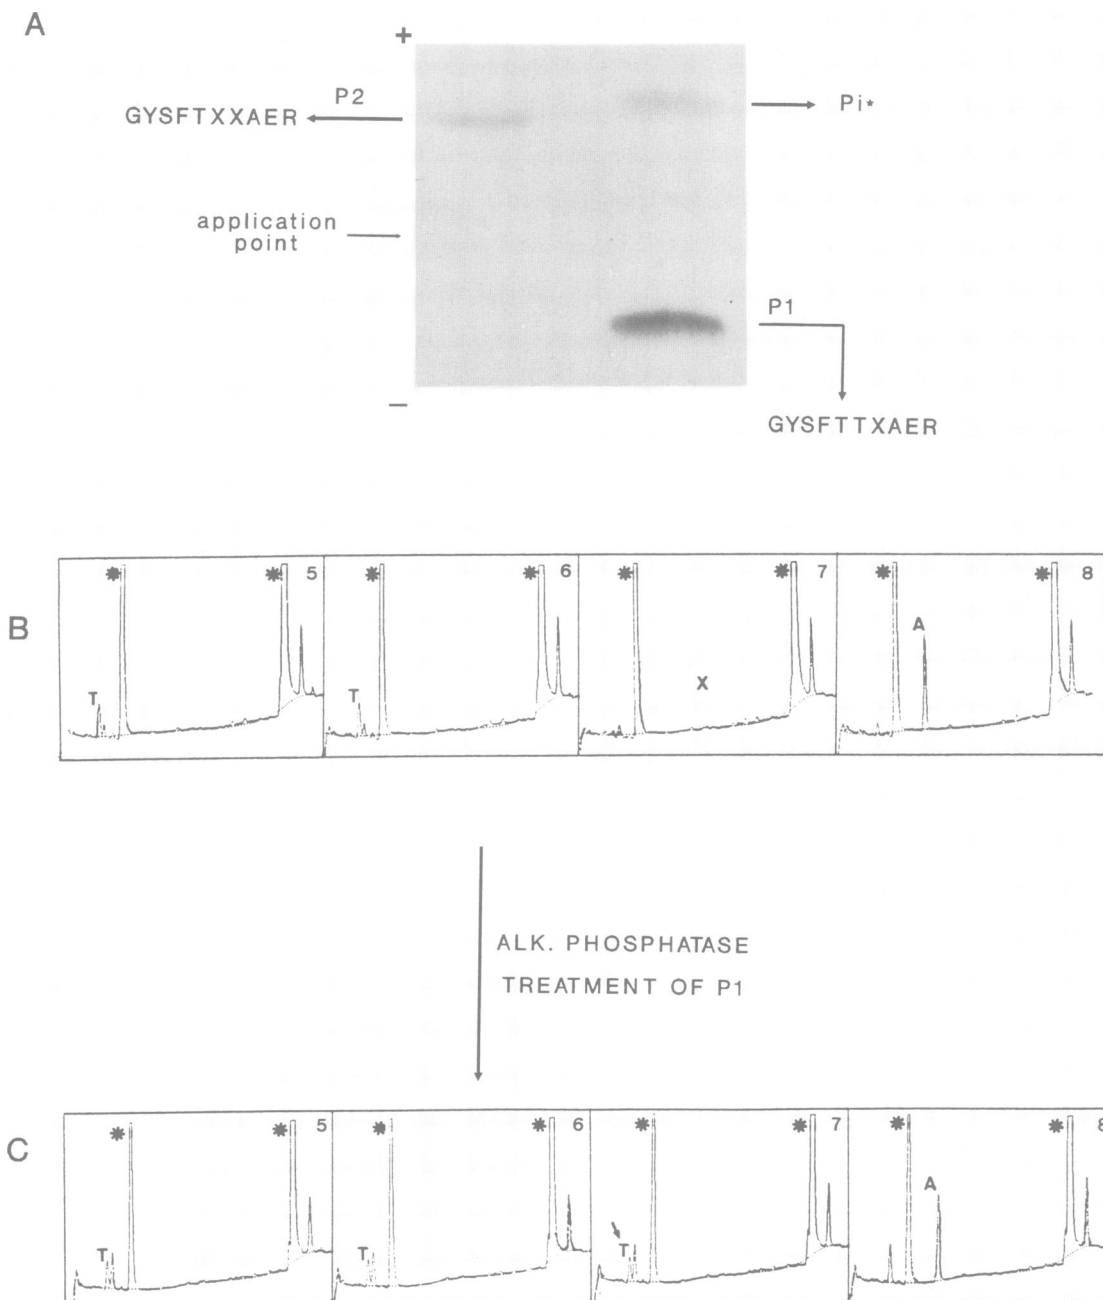 A
+
P2
GYSFTXXAER
Pi*
application
point
P1
−
GYSFTTXAER
B
* * 5
T
* * 6
T
* * 7
X
* * 8
A
ALK. PHOSPHATASE
TREATMENT OF P1
C
* * 5
T
* * 6
T
* * 7
T
* * 8
A